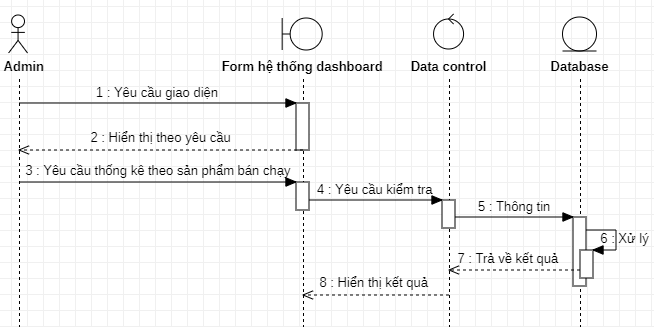 Admin
Form hệ thống dashboard
Data control
Database
1 : Yêu cầu giao diện
2 : Hiển thị theo yêu cầu
3 : Yêu cầu thống kê theo sản phẩm bán chạy
4 : Yêu cầu kiểm tra
5 : Thông tin
6 : Xử lý
7 : Trả về kết quả
8 : Hiển thị kết quả